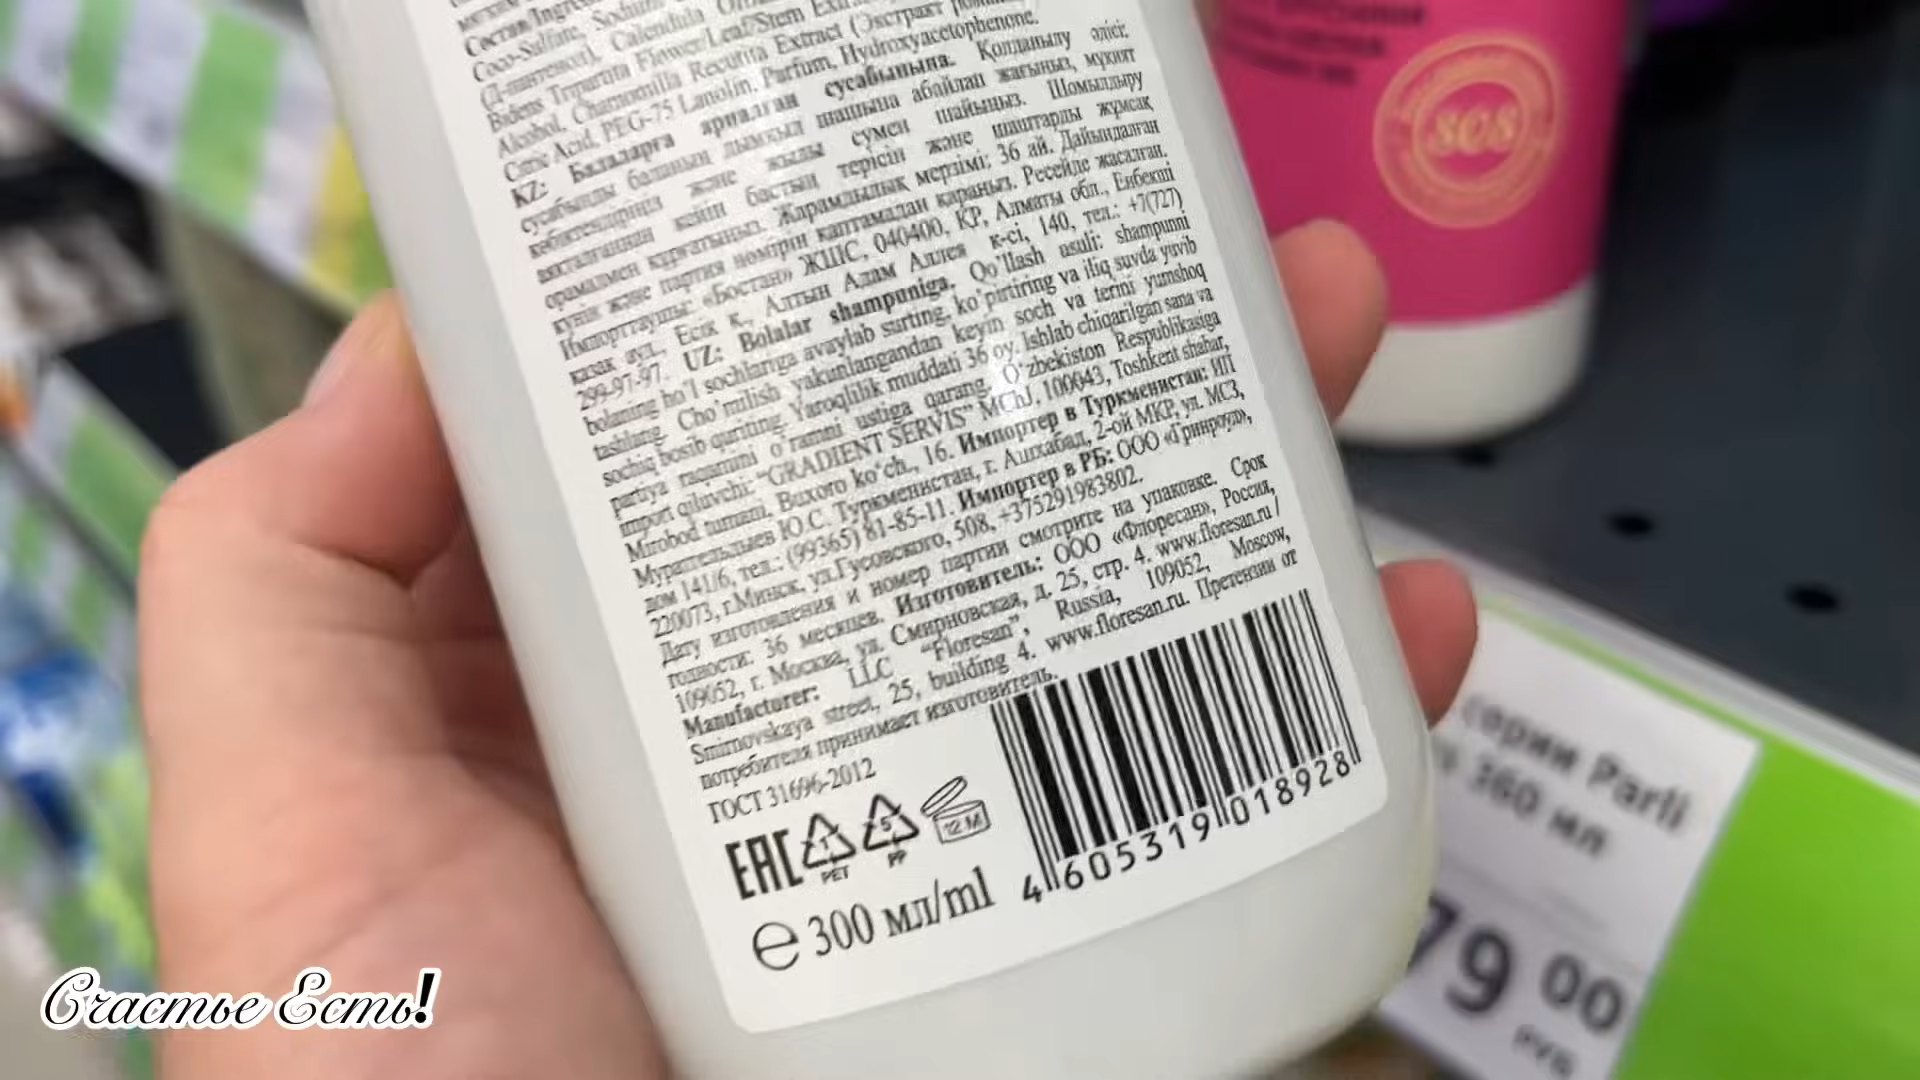 Состав/Ingre
Coco-Sulfate, Sodium
(Д-пантенол), Calendula
Bidens Tripartita Flower/Leaf/Stem Extract
Alcohol, Chamomilla Recutita Extract (Экстракт
Citric Acid, PEG-75 Lanolin, Parfum, Hydroxyacetophenone.
KZ: Балаларға арналған сусабынына. Қолданылу әдісі:
сусабынды баланың дымқыл шашына абайлап жағыңыз, мұқият
көбіктендіріңіз және жылы сумен шайыңыз. Шомылдыру
аяқталғаннан кейін бастың терісін және шаштарды жұмсақ
орамалмен құрғатыңыз. Жарамдылық мерзімі: 36 ай. Дайындалған
күнін және партия нөмірін қаптамадан қараңыз. Ресейде жасалған.
Импорттаушы: «Бостан» ЖШС, 040400, ҚР, Алматы обл., Еңбекші
қазақ ауд., Есік қ., Алтын Адам Аллея к-сі, 140, тел.: +7(727)
299-97-97. UZ: Bolalar shampuniga. Qo'llash usuli: shampunni
bolaning ho'l sochlariga avaylab surting, ko'pirtiring va iliq suvda yuvib
tashlang. Cho'milish yakunlangandan keyin soch va terini yumshoq
sochiq bosib quriting. Yaroqlilik muddati 36 oy. Ishlab chiqarilgan sana va
partiya raqamini o'ramni ustiga qarang. O'zbekiston Respublikasiga
import qiluvchi: “GRADIENT SERVIS” MChJ, 100043, Toshkent shahar,
Mirobod tumani, Buxoro ko'ch., 16. Импортер в Туркменистан: ИП
Мурапельдыев Ю.С. Туркменистан, г. Ашхабад, 2-ой МКР, ул. МСЗ,
дом 141/6, тел.: (99365) 81-85-11. Импортер в РБ: ООО «Гринрауд»,
220073, г.Минск, ул.Гусовского, 508, +375291983802.
Дату изготовления и номер партии смотрите на упаковке. Срок
годности: 36 месяцев. Изготовитель: ООО «Флоресан», Россия,
109052, г. Москва, ул. Смирновская, д. 25, стр. 4. www.floresan.ru /
Manufacturer: LLC “Floresan”, Russia, 109052, Moscow,
Smirnovskaya street, 25, building 4. www.floresan.ru. Претензии от
потребителя принимает изготовитель.
ГОСТ 31696-2012
EAC 1 PET 5 PP 12 M
4 605319 018928
℮ 300 мл/ml
sos
серии Parli
360 мл
79 00
РУБ
Счастье Есть!